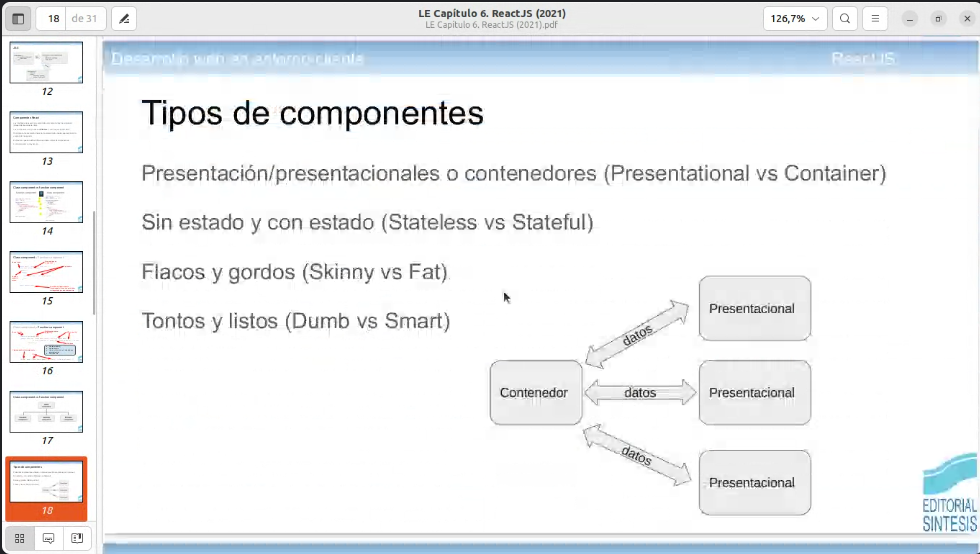 18 de 31
LE Capítulo 6. ReactJS (2021)
LE Capítulo 6. ReactJS (2021).pdf
126,7%
Desarrollo web en entorno cliente
ReactJS
Tipos de componentes
Presentación/presentacionales o contenedores (Presentational vs Container)
Sin estado y con estado (Stateless vs Stateful)
Flacos y gordos (Skinny vs Fat)
Tontos y listos (Dumb vs Smart)
Contenedor
datos
Presentacional
datos
Presentacional
datos
Presentacional
EDITORIAL
SINTESIS
12
13
14
15
16
17
18